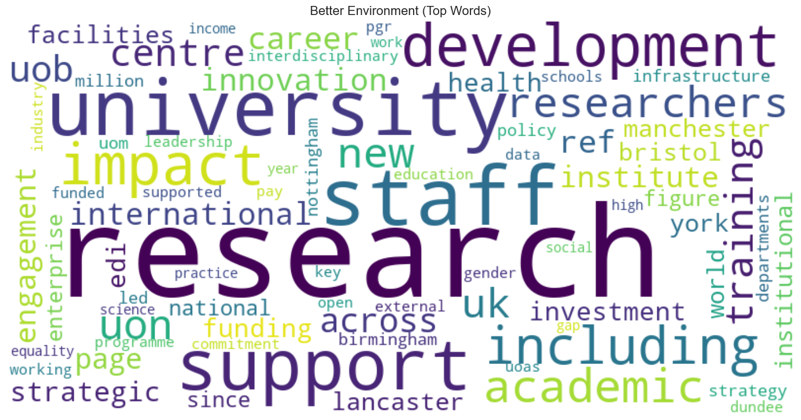 Better Environment (Top Words)
facilities
income
career
pgr
work
development
uob
centre
interdisciplinary
million
innovation
health
schools
infrastructure
industry
university
researchers
uom
leadership
new
policy
ref
manchester
impact
year
nottingham
data
bristol
training
education
institute
engagement
funded
supported
pay
staff
figure
departments
institutional
international
high
york
enterprise
edi
research
social
world
practice
key
gender
science
led
national
open
external
uk
investment
uon
funding
across
gap
equality
programme
commitment
birmingham
including
page
working
support
uoas
strategic
since
lancaster
academic
strategy
dundee